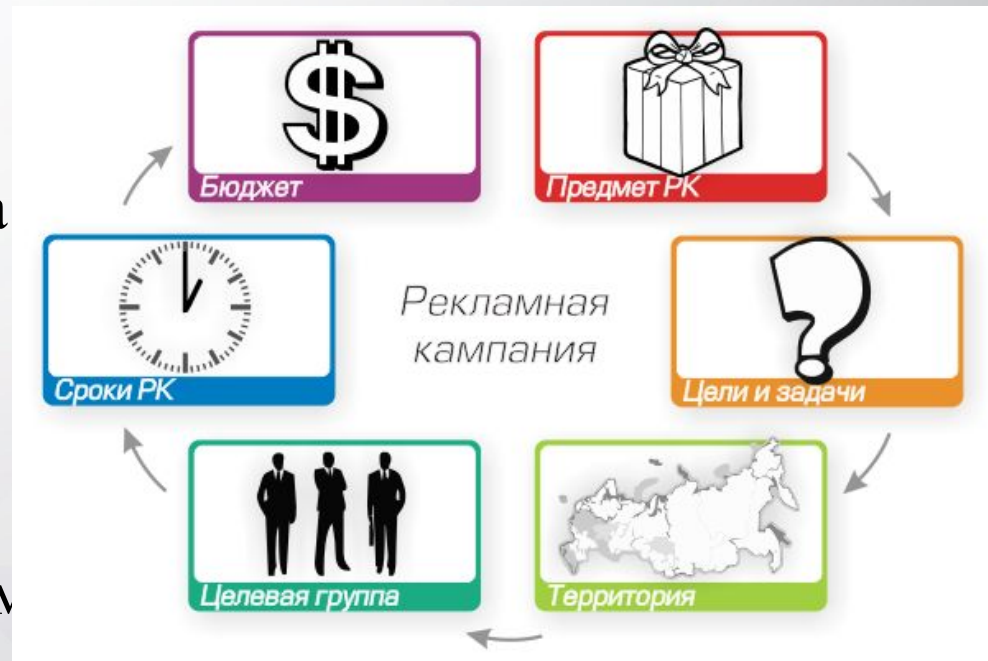 Бюджет
Предмет РК
а
Сроки РК
Рекламная
кампания
Цели и задачи
Целевая группа
Территория